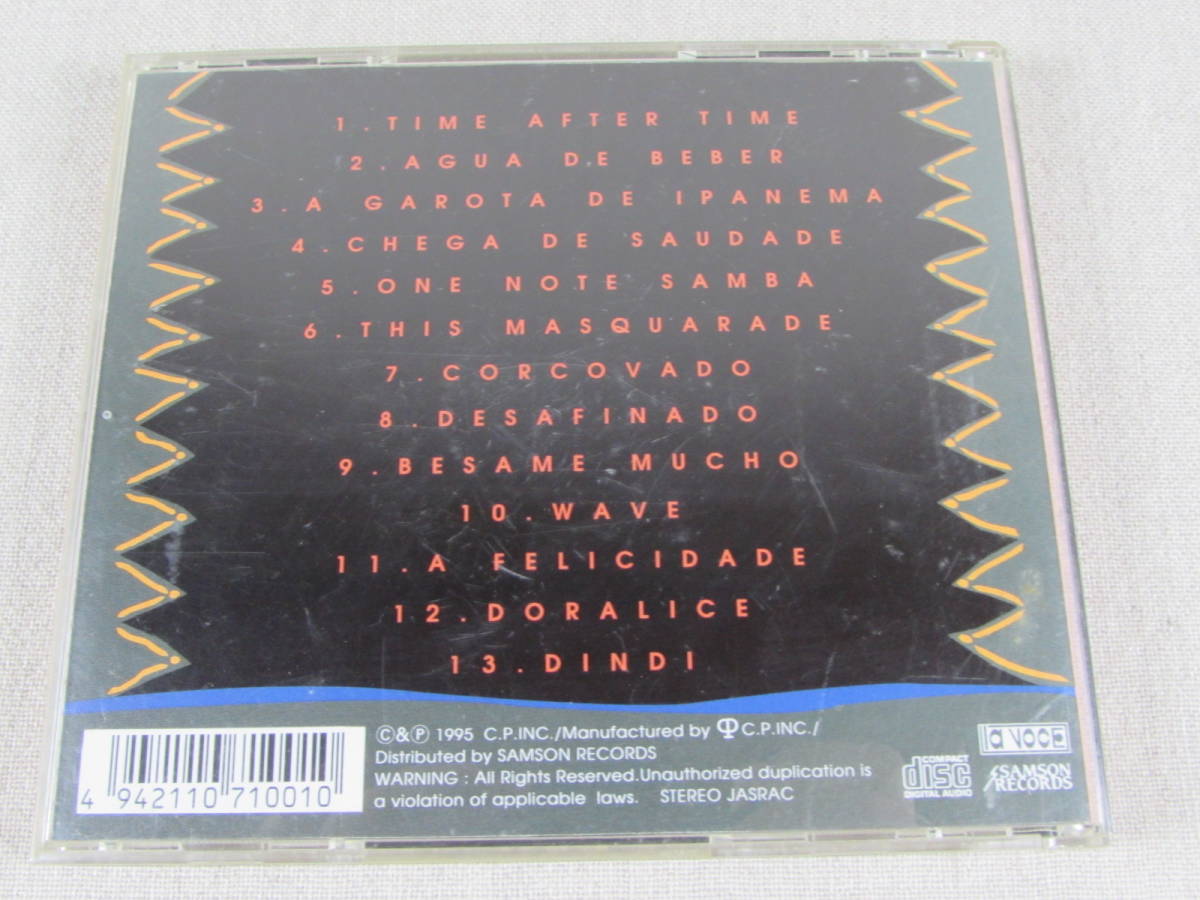 1. TIME AFTER TIME
2. AGUA DE BEBER
3. A GAROTA DE IPANEMA
4. CHEGA DE SAUDADE
5. ONE NOTE SAMBA
6. THIS MASQUARADE
7. CORCOVADO
8. DESAFINADO
9. BESAME MUCHO
10. WAVE
11. A FELICIDADE
12. DORALICE
13. DINDI
©&℗ 1995 C.P.INC./Manufactured by C.P.INC./
Distributed by SAMSON RECORDS
WARNING : All Rights Reserved.Unauthorized duplication is
a violation of applicable laws. STEREO JASRAC
4 942110 710010
COMPACT
disc
DIGITAL AUDIO
la voce
SAMSON
RECORDS